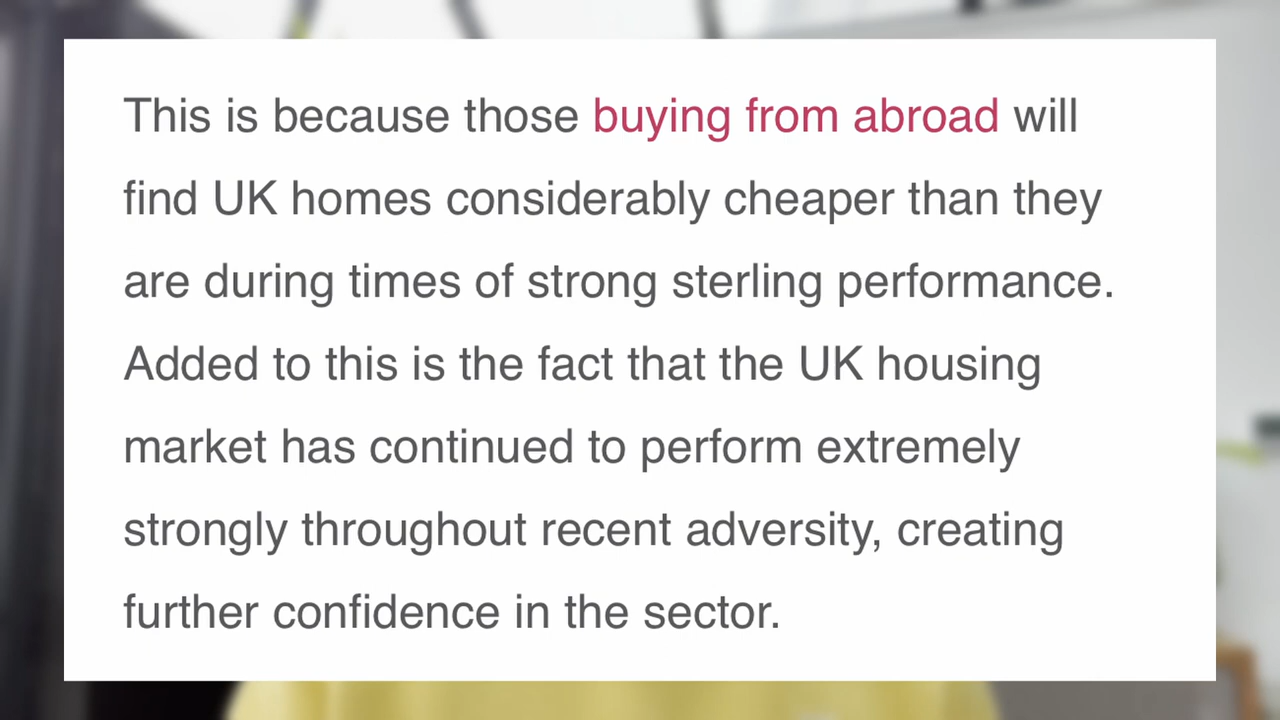 This is because those buying from abroad will
find UK homes considerably cheaper than they
are during times of strong sterling performance.
Added to this is the fact that the UK housing
market has continued to perform extremely
strongly throughout recent adversity, creating
further confidence in the sector.